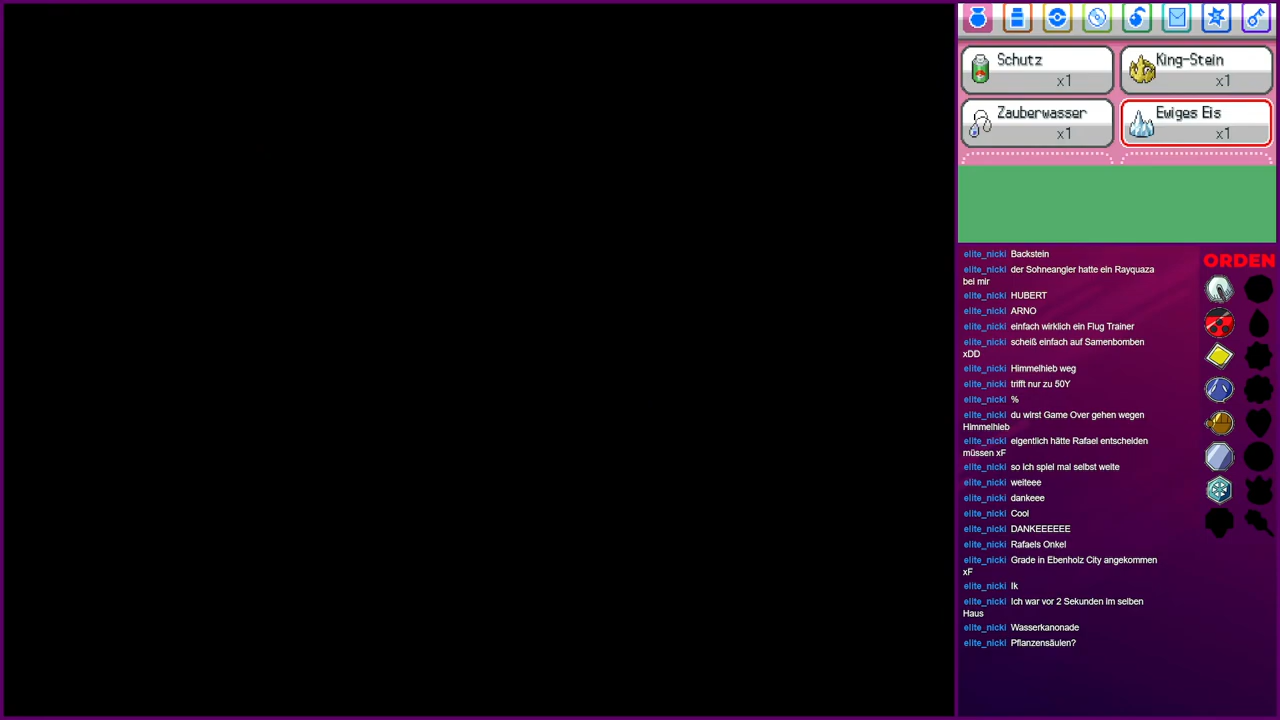 Schutz
x1
King-Stein
x1
Zauberwasser
x1
Ewiges Eis
x1
elite_nicki Backstein
elite_nicki der Sohneangler hatte ein Rayquaza
bei mir
elite_nicki HUBERT
elite_nicki ARNO
elite_nicki einfach wirklich ein Flug Trainer
elite_nicki scheiß einfach auf Samenbomben
xDD
elite_nicki Himmelhieb weg
elite_nicki trifft nur zu 50Y
elite_nicki %
elite_nicki du wirst Game Over gehen wegen
Himmelhieb
elite_nicki eigentlich hätte Rafael entscheiden
müssen xF
elite_nicki so ich spiel mal selbst weite
elite_nicki weiteee
elite_nicki dankeee
elite_nicki Cool
elite_nicki DANKEEEEEE
elite_nicki Rafaels Onkel
elite_nicki Grade in Ebenholz City angekommen
xF
elite_nicki lk
elite_nicki Ich war vor 2 Sekunden im selben
Haus
elite_nicki Wasserkanonade
elite_nicki Pflanzensäulen?
ORDEN